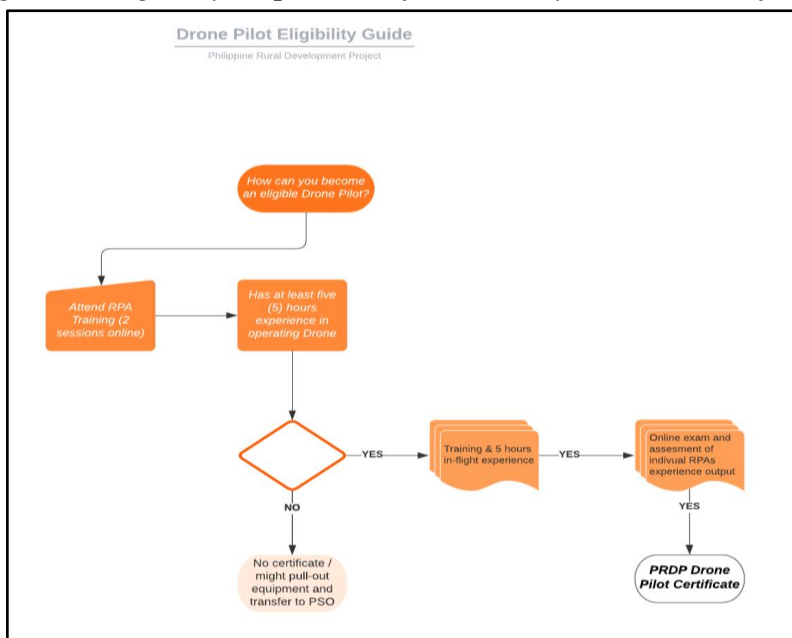 Drone Pilot Eligibility Guide
Philippine Rural Development Project
How can you become
an eligible Drone Pilot?
Attend RPA
Training (2
sessions online)
Has at least five
(5) hours
experience in
operating Drone
YES
Training & 5 hours
in-flight experience
YES
Online exam and
assesment of
indivual RPAs
experience output
NO
YES
No certificate /
might pull-out
equipment and
transfer to PSO
PRDP Drone
Pilot Certificate